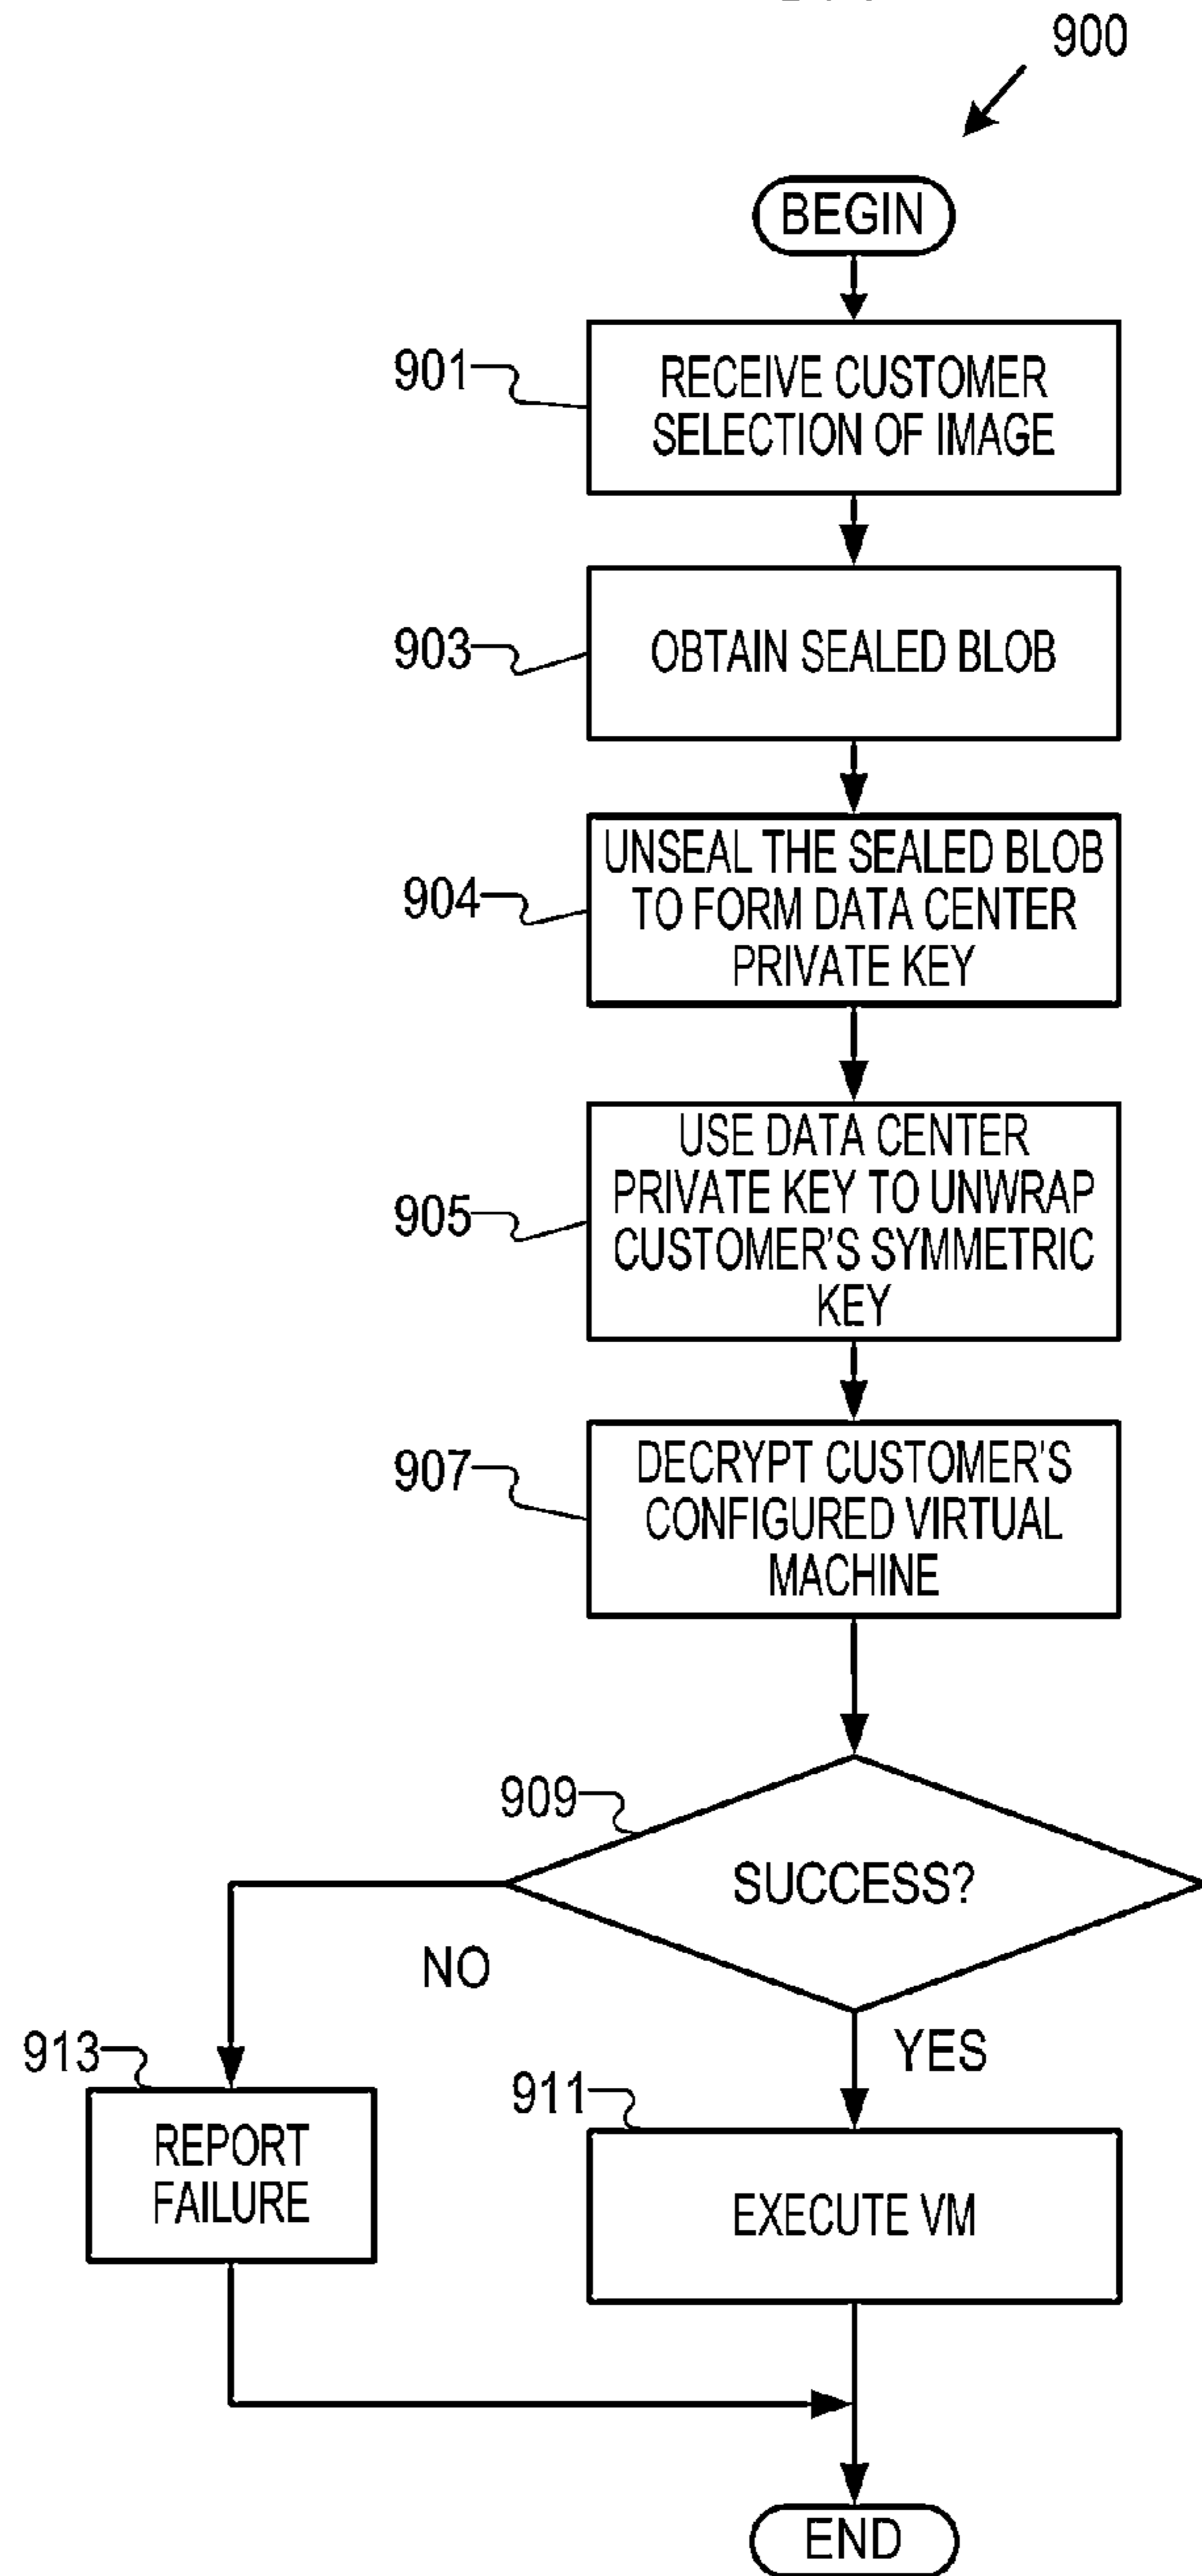 900
BEGIN
901
RECEIVE CUSTOMER
SELECTION OF IMAGE
903
OBTAIN SEALED BLOB
904
UNSEAL THE SEALED BLOB
TO FORM DATA CENTER
PRIVATE KEY
905
USE DATA CENTER
PRIVATE KEY TO UNWRAP
CUSTOMER'S SYMMETRIC
KEY
907
DECRYPT CUSTOMER'S
CONFIGURED VIRTUAL
MACHINE
909
SUCCESS?
NO
YES
913
REPORT
FAILURE
911
EXECUTE VM
END